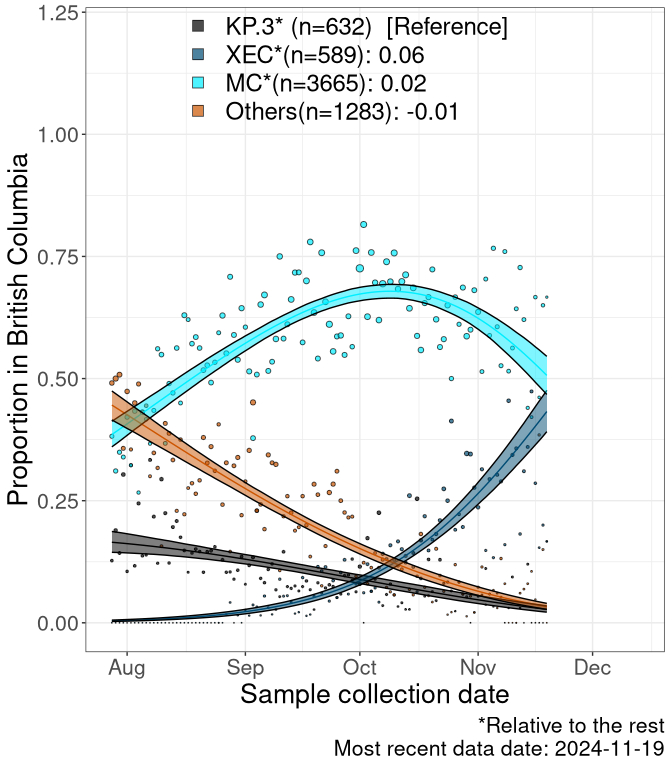 KP.3* (n=632)  [Reference]
XEC*(n=589): 0.06
MC*(n=3665): 0.02
Others(n=1283): -0.01
Proportion in British Columbia
1.25
1.00
0.75
0.50
0.25
0.00
Aug Sep Oct Nov Dec
Sample collection date
*Relative to the rest
Most recent data date: 2024-11-19